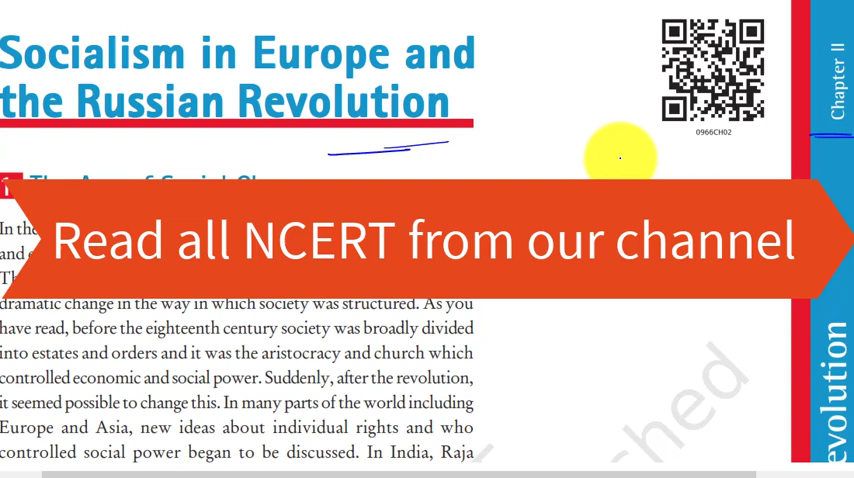 Socialism in Europe and
the Russian Revolution
0966CH02
Chapter II
In the
and
Read all NCERT from our channel
dramatic change in the way in which society was structured. As you
have read, before the eighteenth century society was broadly divided
into estates and orders and it was the aristocracy and church which
controlled economic and social power. Suddenly, after the revolution,
it seemed possible to change this. In many parts of the world including
Europe and Asia, new ideas about individual rights and who
controlled social power began to be discussed. In India, Raja
evolution
shed